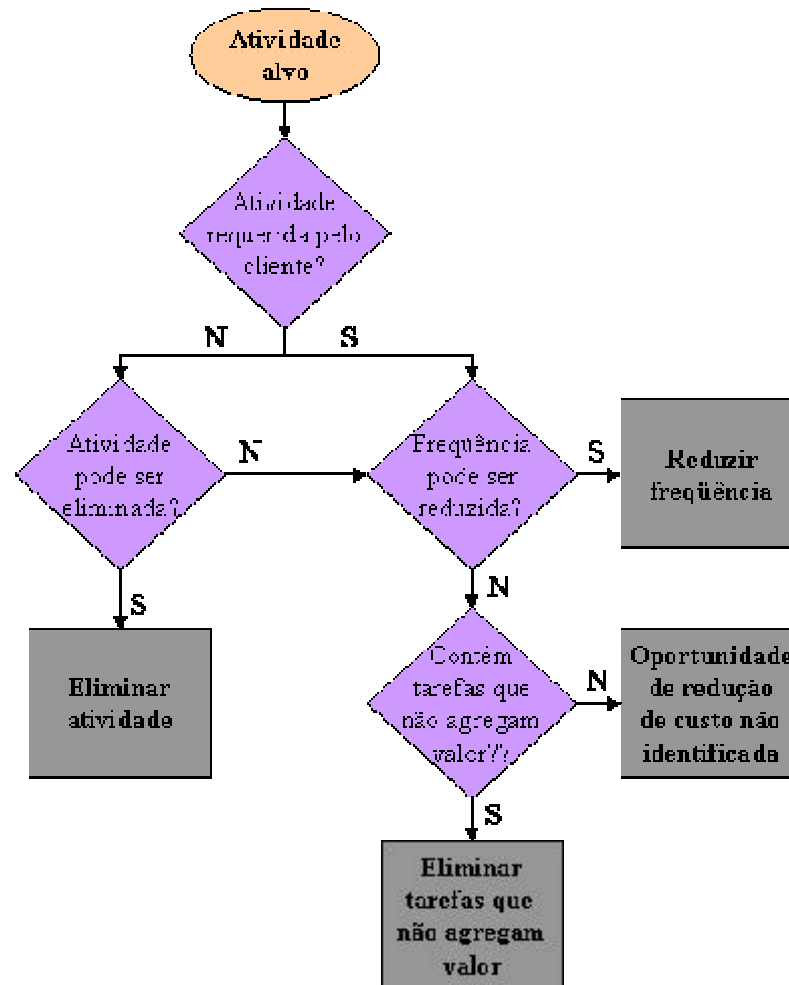 Atividade
alvo
Atividade
requerida pelo
cliente?
N
S
Atividade
pode ser
eliminada?
N
Freqüência
pode ser
reduzida?
S
Reduzir
freqüência
S
N
Eliminar
atividade
Contém
tarefas que
não agregam
valor??
N
Oportunidade
de redução
de custo não
identificada
S
Eliminar
tarefas que
não agregam
valor